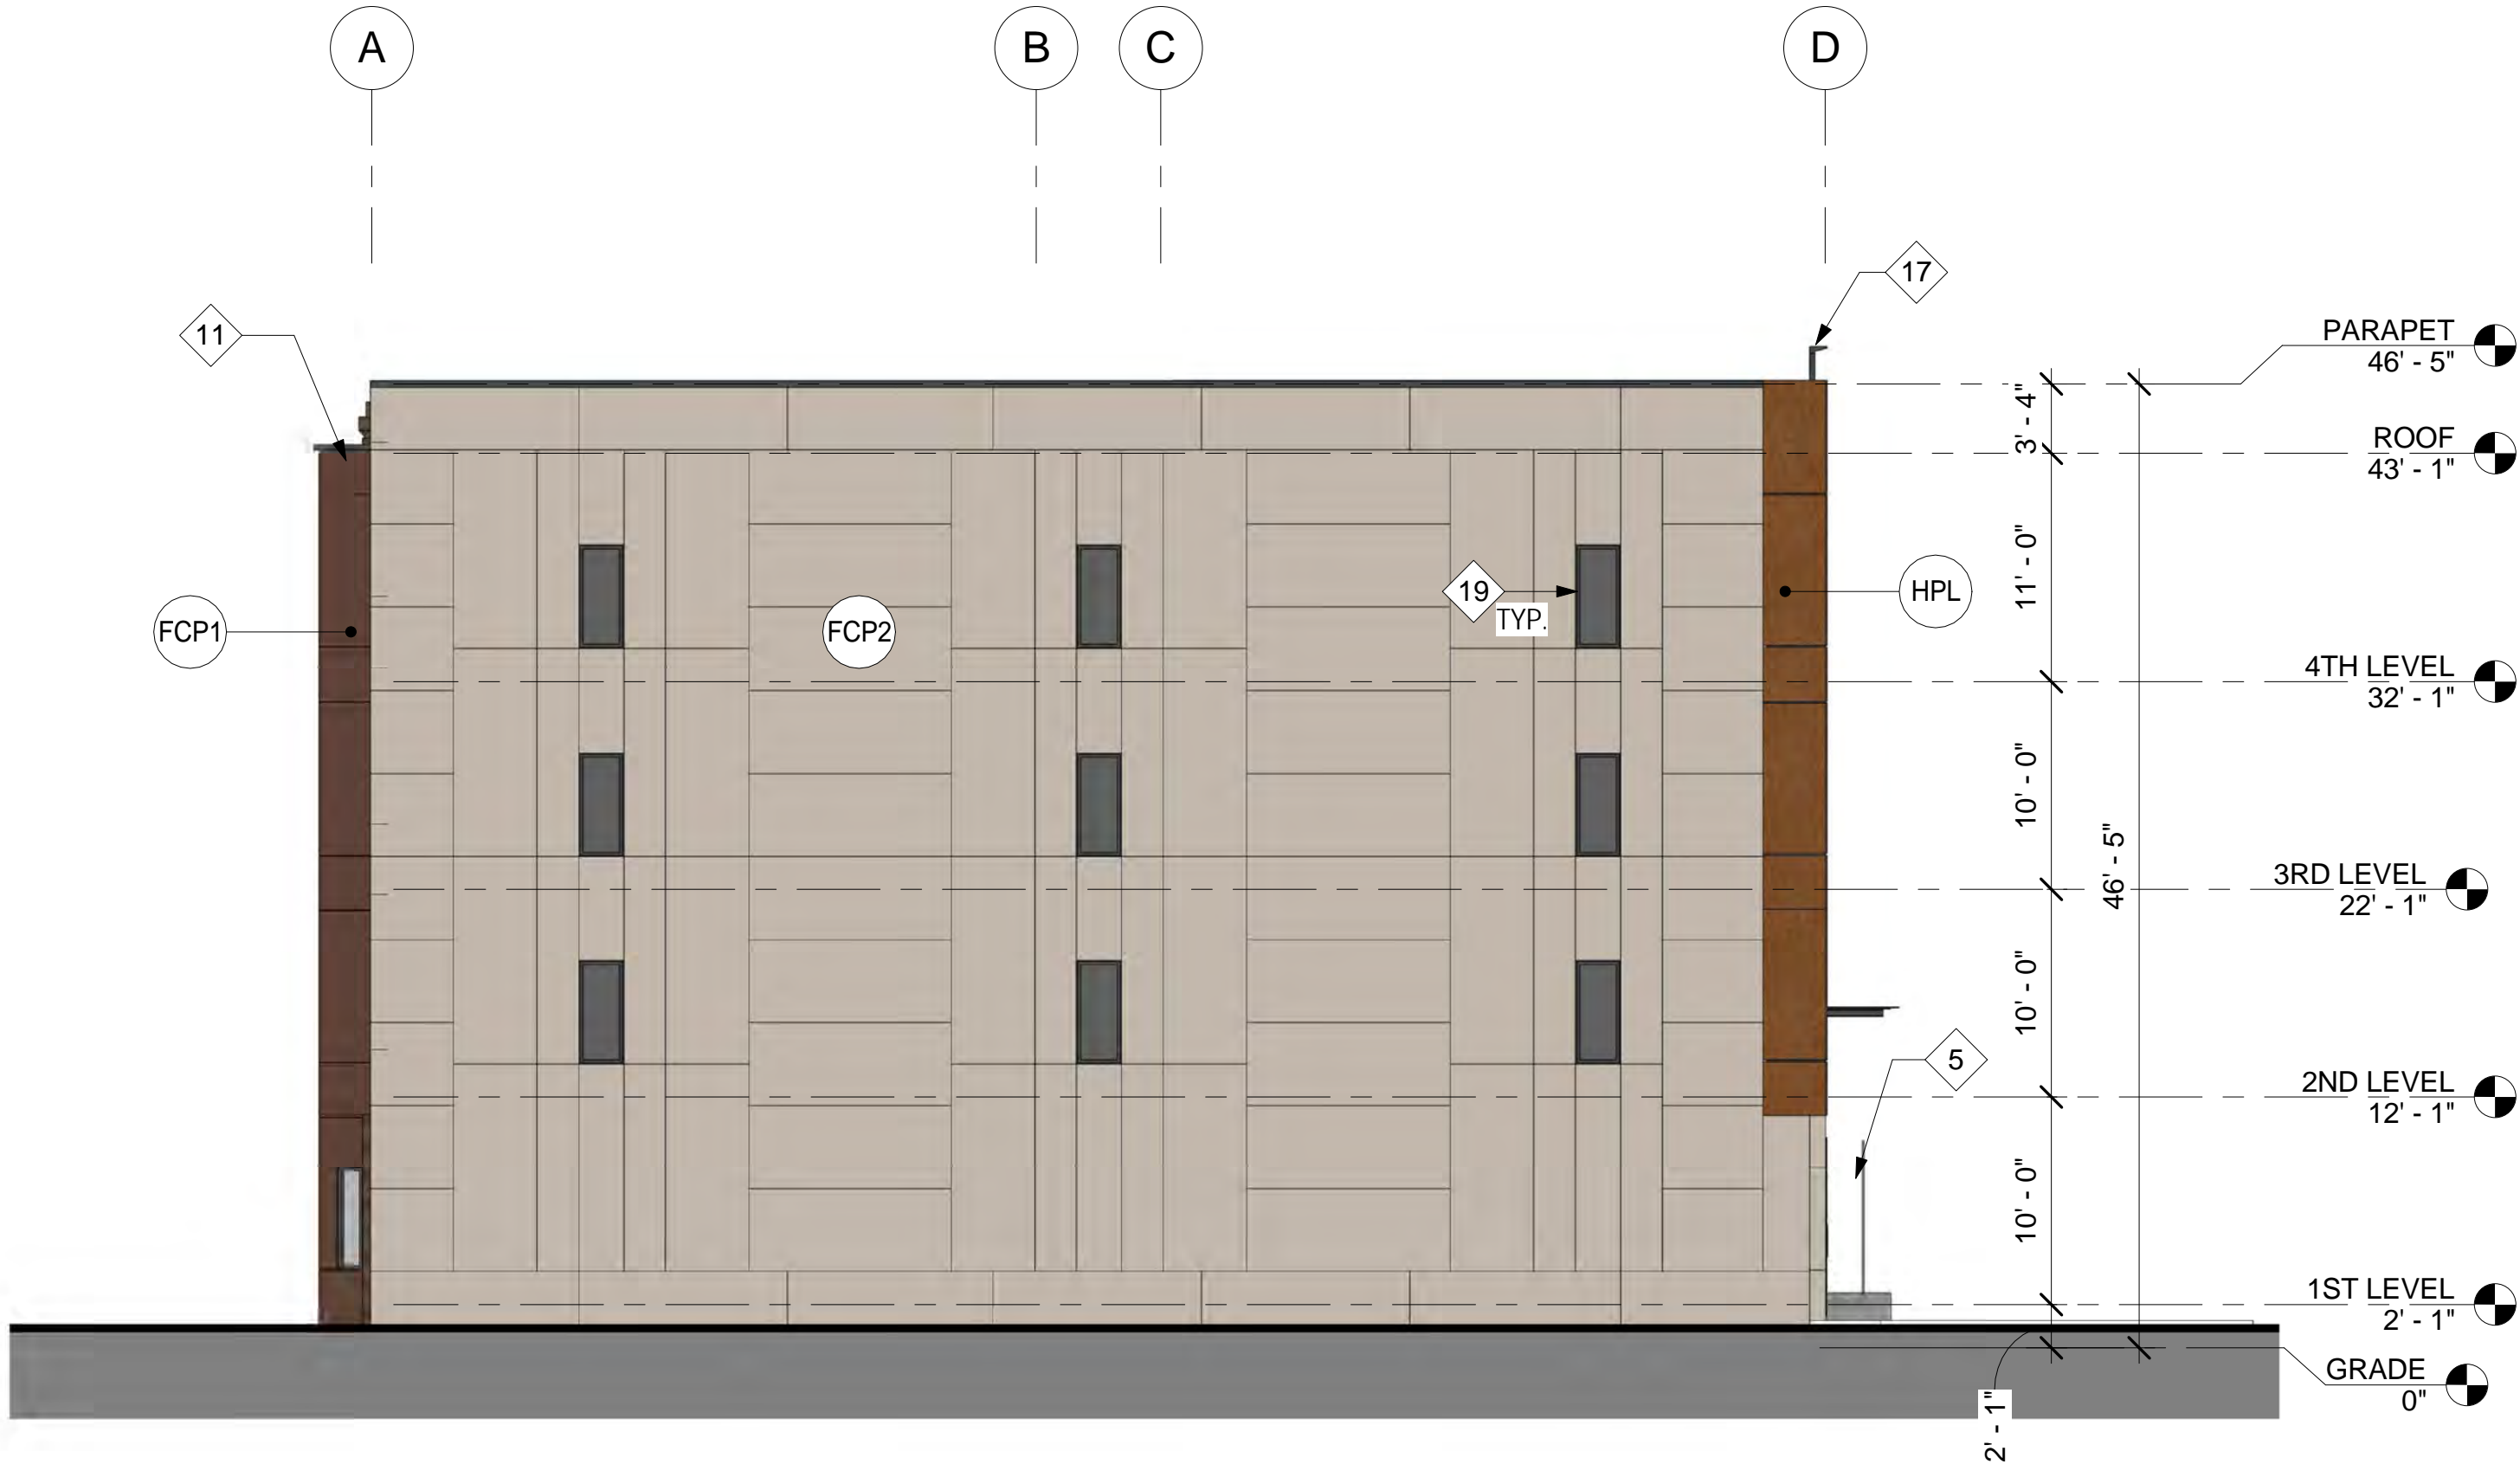 A
B
C
D
17
11
PARAPET
46' - 5"
3' - 4"
ROOF
43' - 1"
11' - 0"
19
TYP.
HPL
FCP1
FCP2
4TH LEVEL
32' - 1"
10' - 0"
46' - 5"
3RD LEVEL
22' - 1"
10' - 0"
5
2ND LEVEL
12' - 1"
10' - 0"
1ST LEVEL
2' - 1"
GRADE
0"
2' - 1"